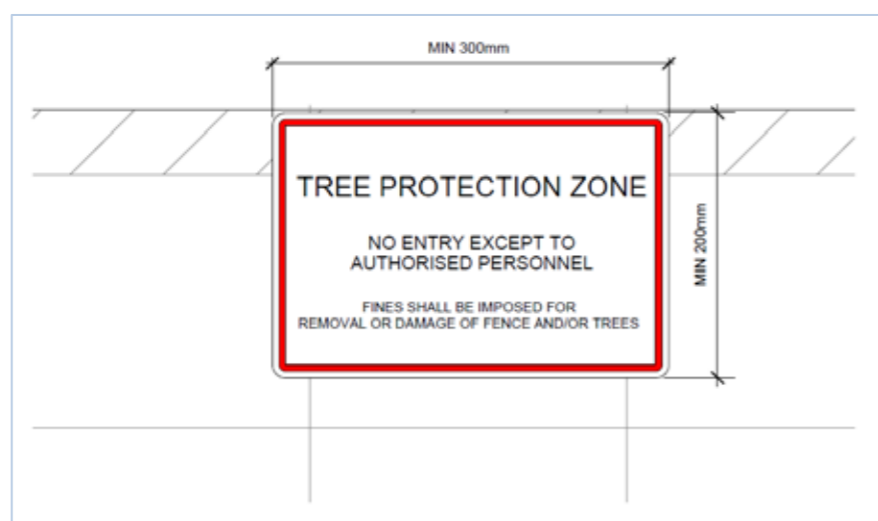 MIN 300mm
TREE PROTECTION ZONE
NO ENTRY EXCEPT TO
AUTHORISED PERSONNEL
FINES SHALL BE IMPOSED FOR
REMOVAL OR DAMAGE OF FENCE AND/OR TREES
MIN 200mm